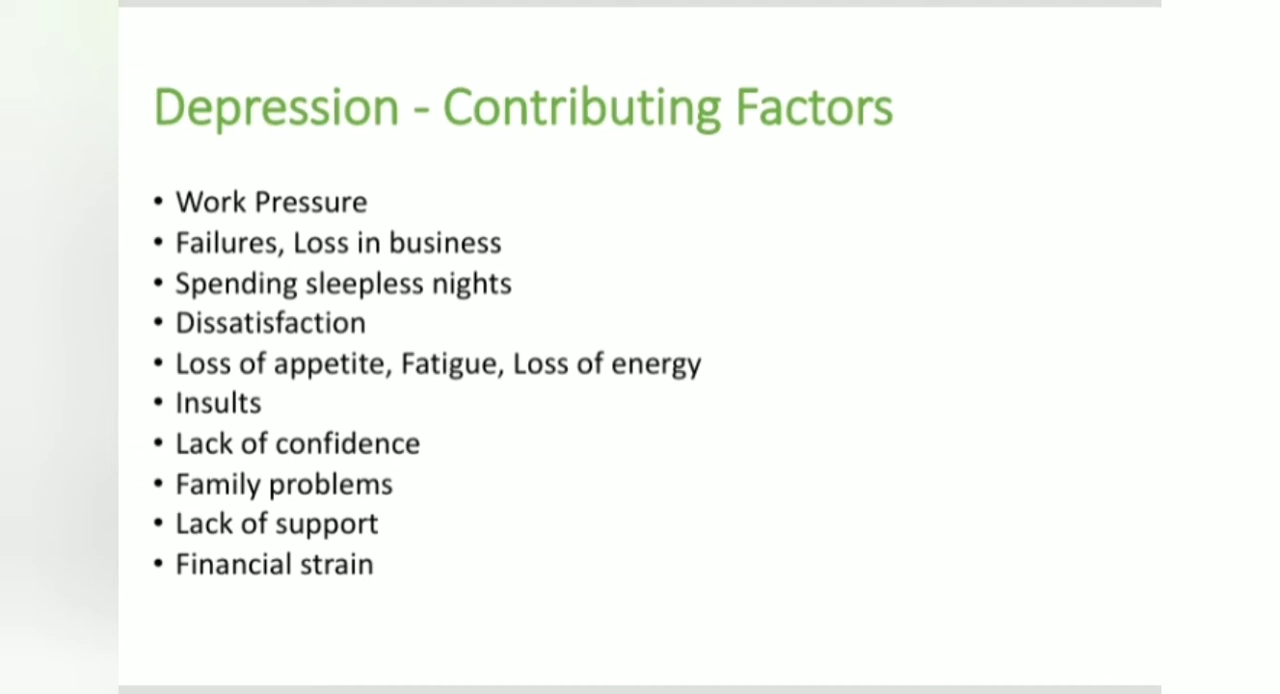 Depression - Contributing Factors
• Work Pressure
• Failures, Loss in business
• Spending sleepless nights
• Dissatisfaction
• Loss of appetite, Fatigue, Loss of energy
• Insults
• Lack of confidence
• Family problems
• Lack of support
• Financial strain